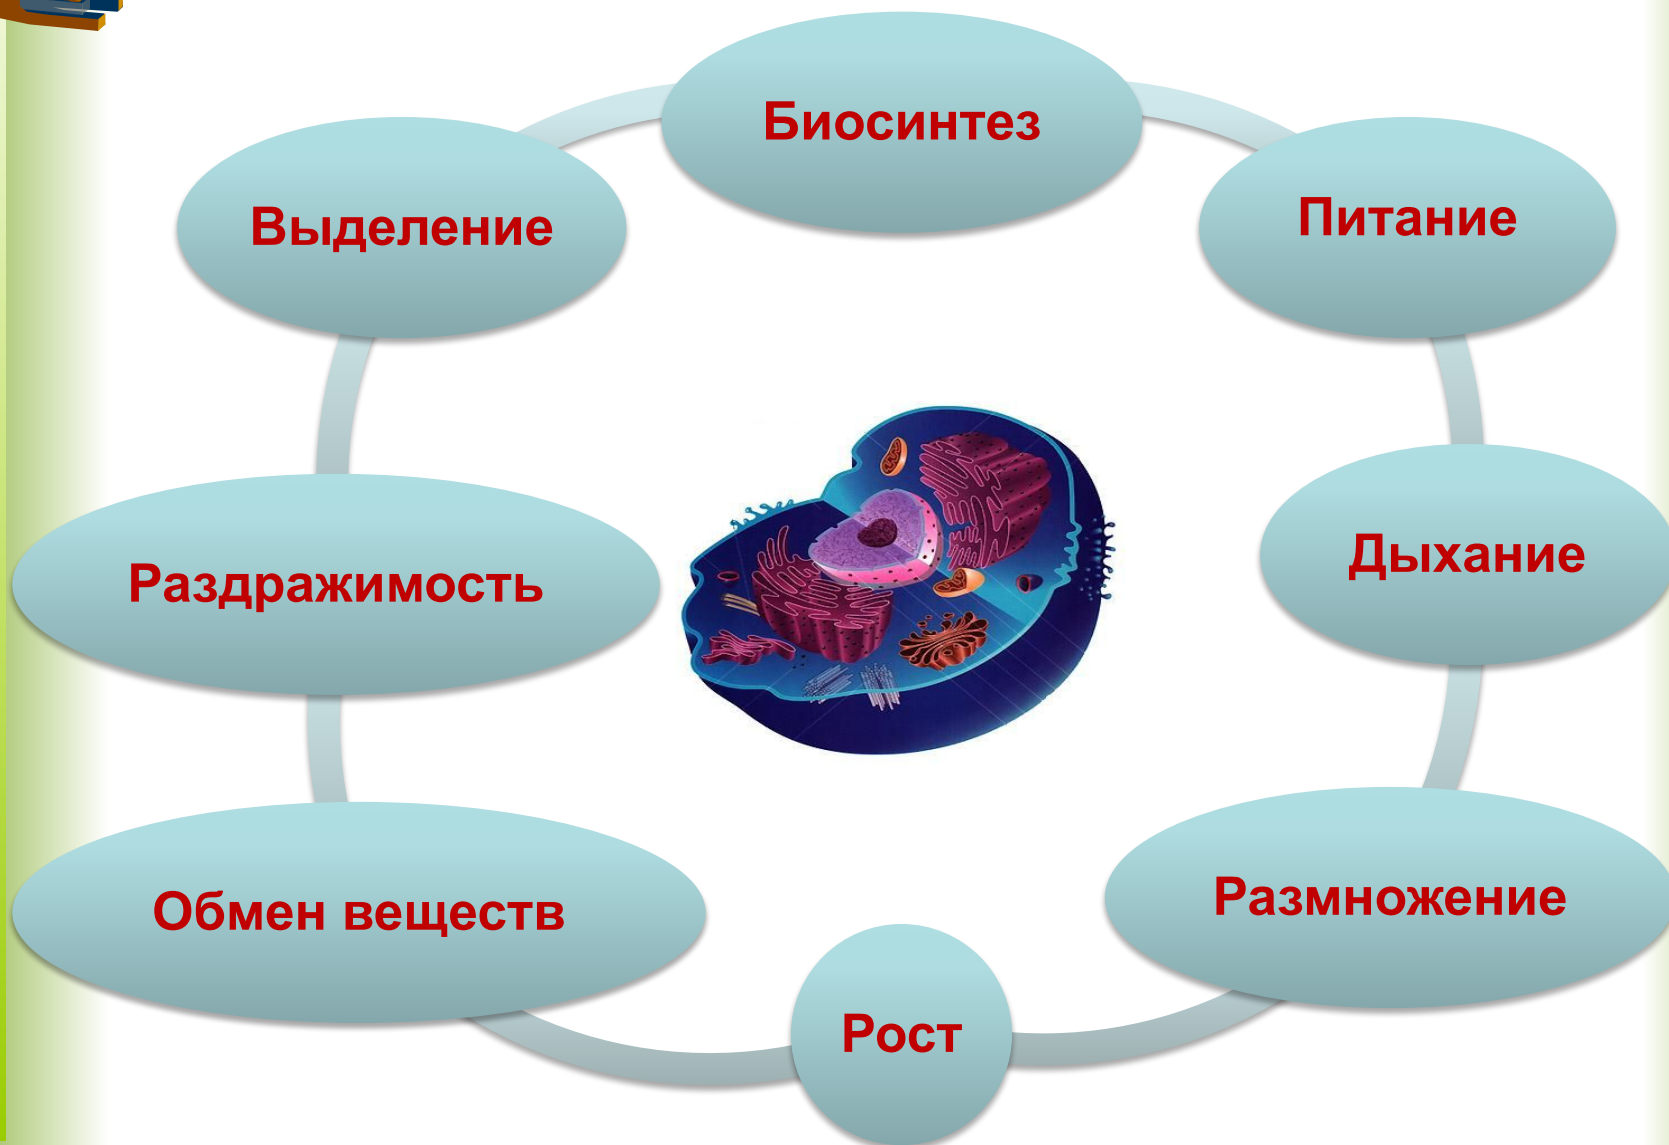 Биосинтез
Питание
Дыхание
Размножение
Рост
Обмен веществ
Раздражимость
Выделение